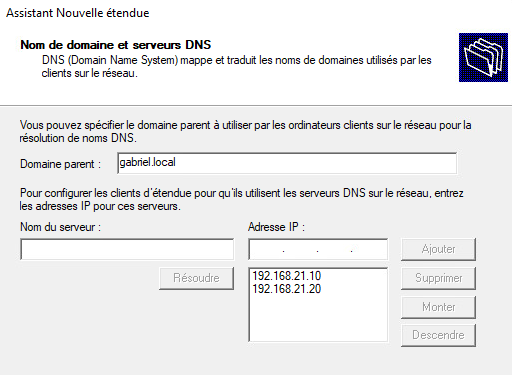 Assistant Nouvelle étendue
Nom de domaine et serveurs DNS
DNS (Domain Name System) mappe et traduit les noms de domaines utilisés par les
clients sur le réseau.
Vous pouvez spécifier le domaine parent à utiliser par les ordinateurs clients sur le réseau pour la
résolution de noms DNS.
Domaine parent : gabriel.local
Pour configurer les clients d'étendue pour qu'ils utilisent les serveurs DNS sur le réseau, entrez
les adresses IP pour ces serveurs.
Nom du serveur : Adresse IP :
. . . Ajouter
Résoudre 192.168.21.10 Supprimer
192.168.21.20
Monter
Descendre